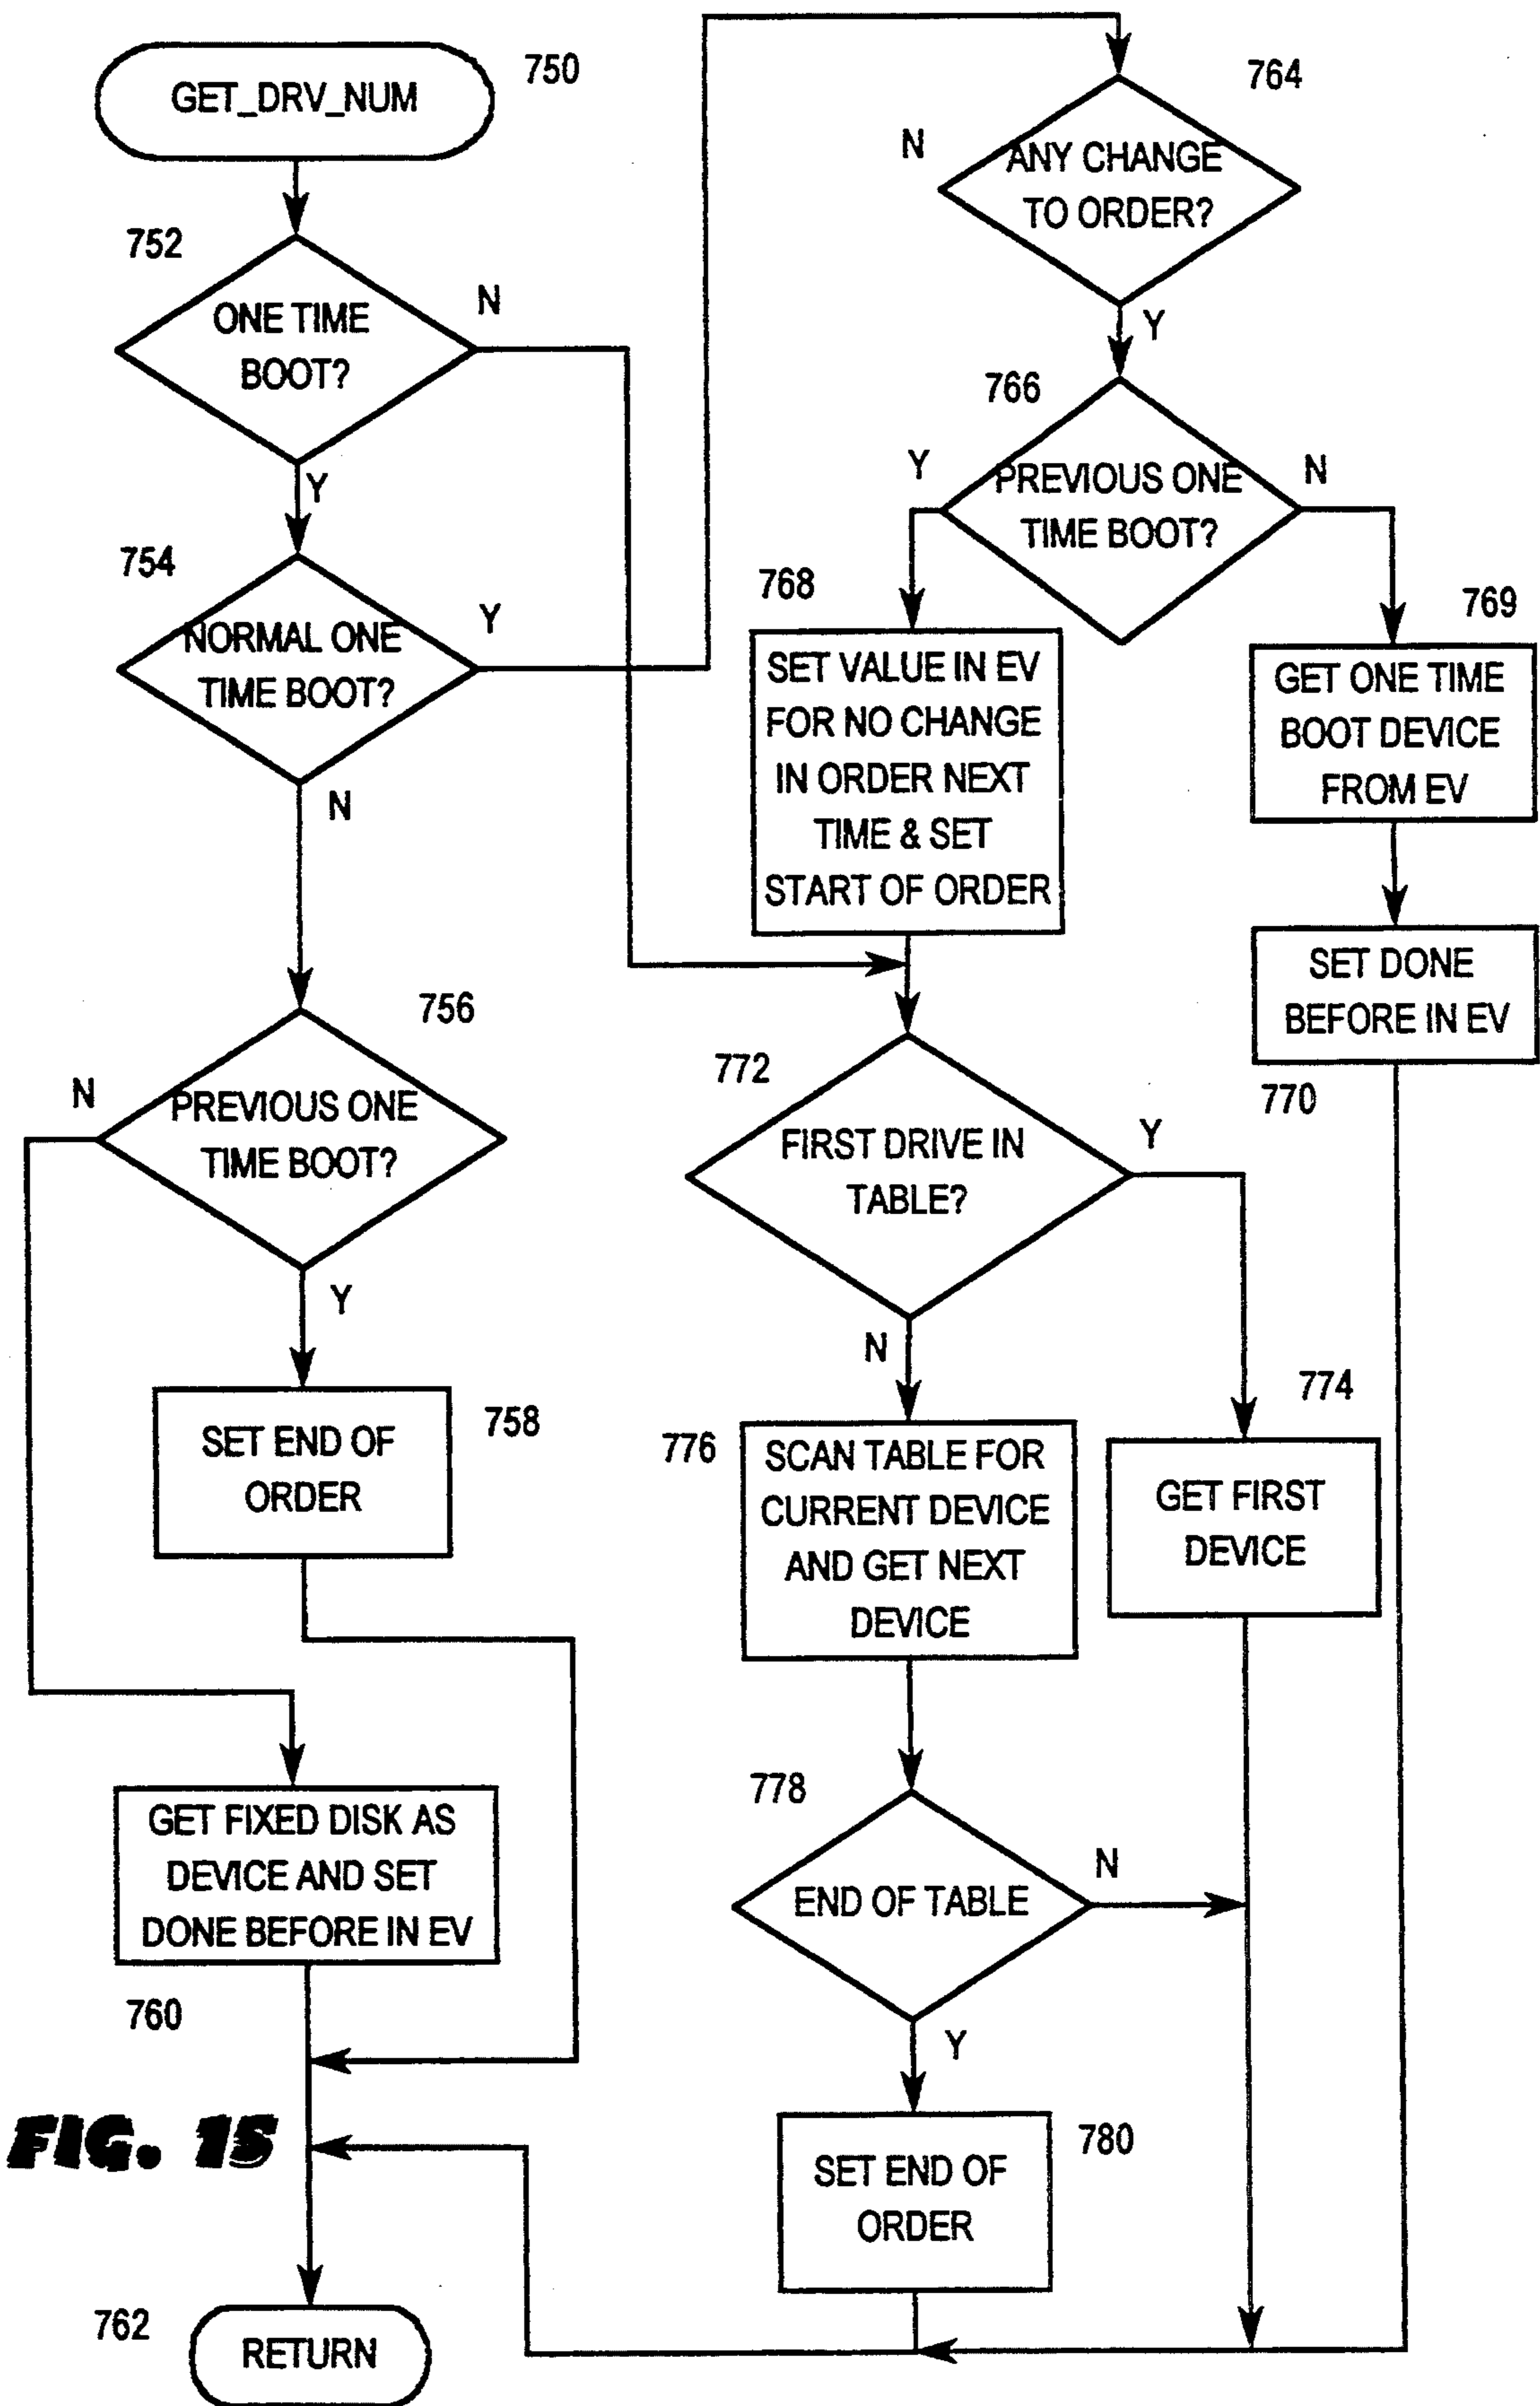 750
GET_DRV_NUM
752
ONE TIME
BOOT?
N
Y
754
NORMAL ONE
TIME BOOT?
Y
N
756
N
PREVIOUS ONE
TIME BOOT?
Y
SET END OF
ORDER
758
GET FIXED DISK AS
DEVICE AND SET
DONE BEFORE IN EV
760
FIG. 15
762
RETURN
764
N
ANY CHANGE
TO ORDER?
Y
766
Y
PREVIOUS ONE
TIME BOOT?
N
768
SET VALUE IN EV
FOR NO CHANGE
IN ORDER NEXT
TIME & SET
START OF ORDER
769
GET ONE TIME
BOOT DEVICE
FROM EV
SET DONE
BEFORE IN EV
770
772
FIRST DRIVE IN
TABLE?
Y
N
774
GET FIRST
DEVICE
776
SCAN TABLE FOR
CURRENT DEVICE
AND GET NEXT
DEVICE
778
END OF TABLE
N
Y
780
SET END OF
ORDER